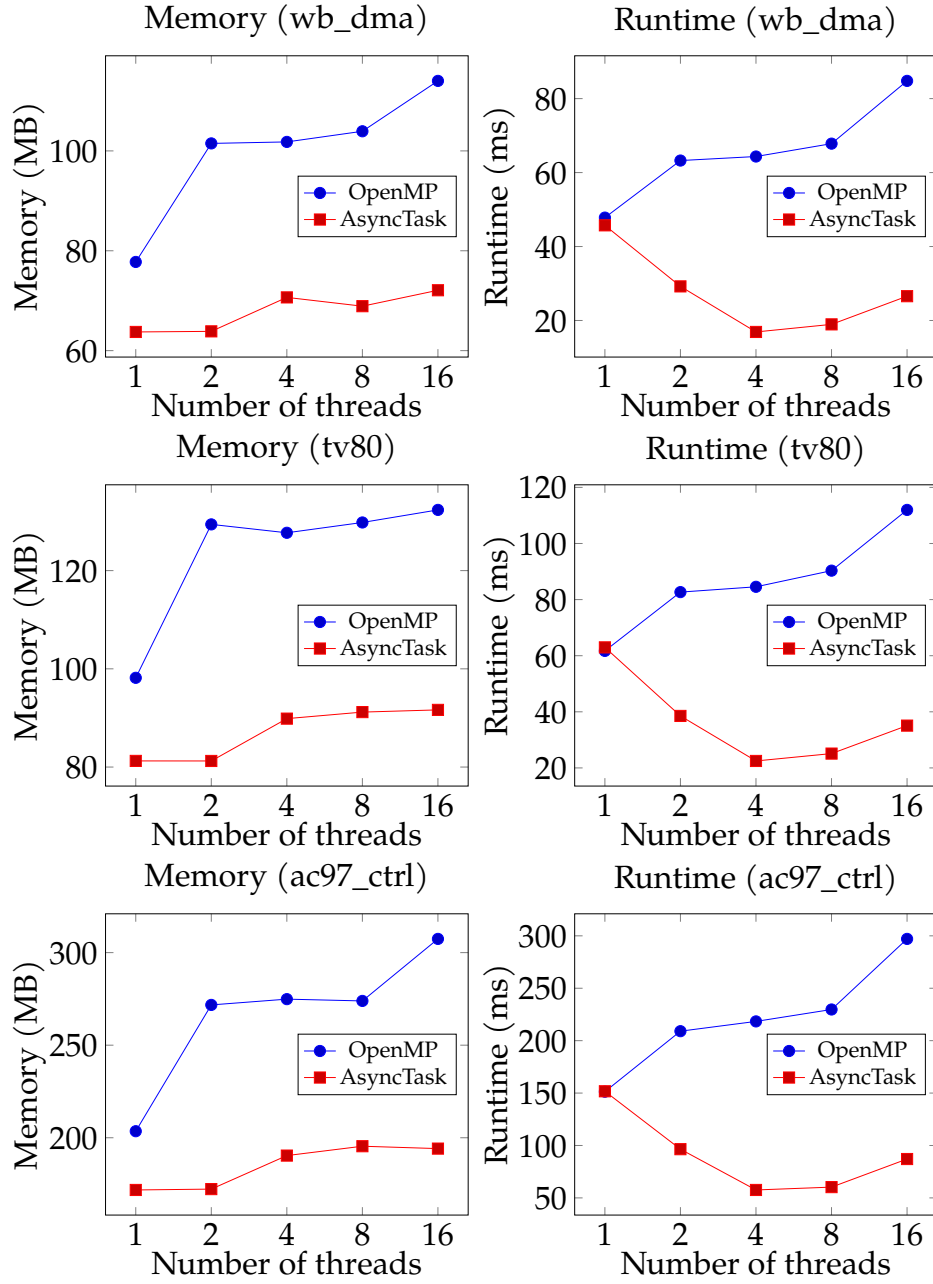 Memory (wb_dma)
Memory (MB)
100
80
60
OpenMP
AsyncTask
1 2 4 8 16
Number of threads
Runtime (wb_dma)
Runtime (ms)
80
60
40
20
OpenMP
AsyncTask
1 2 4 8 16
Number of threads
Memory (tv80)
Memory (MB)
120
100
80
OpenMP
AsyncTask
1 2 4 8 16
Number of threads
Runtime (tv80)
Runtime (ms)
120
100
80
60
40
20
OpenMP
AsyncTask
1 2 4 8 16
Number of threads
Memory (ac97_ctrl)
Memory (MB)
300
250
200
OpenMP
AsyncTask
1 2 4 8 16
Number of threads
Runtime (ac97_ctrl)
Runtime (ms)
300
250
200
150
100
50
OpenMP
AsyncTask
1 2 4 8 16
Number of threads